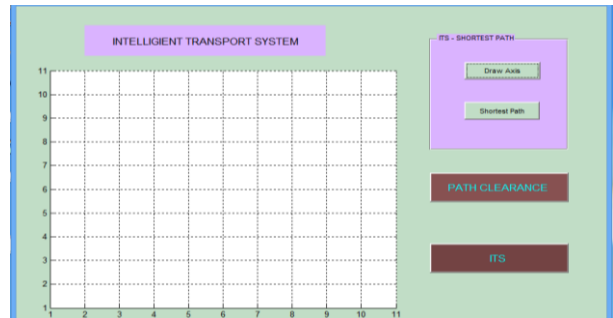 INTELLIGIENT TRANSPORT SYSTEM
ITS - SHORTEST PATH
Draw Axis
Shortest Path
PATH CLEARANCE
ITS
11
10
9
8
7
6
5
4
3
2
1
1 2 3 4 5 6 7 8 9 10 11